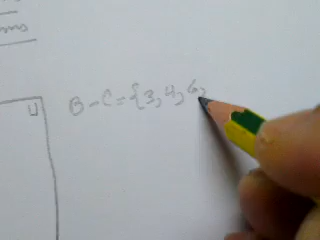 B - C = {3, 4, 6,
U